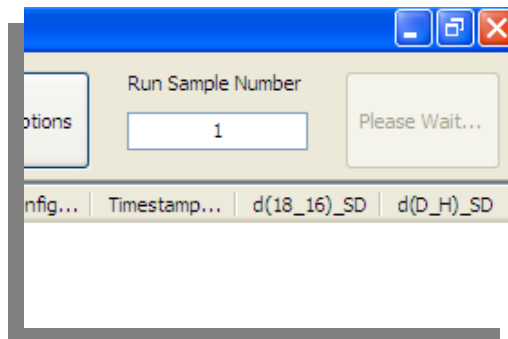 Run Sample Number
ptions 1 Please Wait...
nfig... Timestamp... d(18_16)_SD d(D_H)_SD